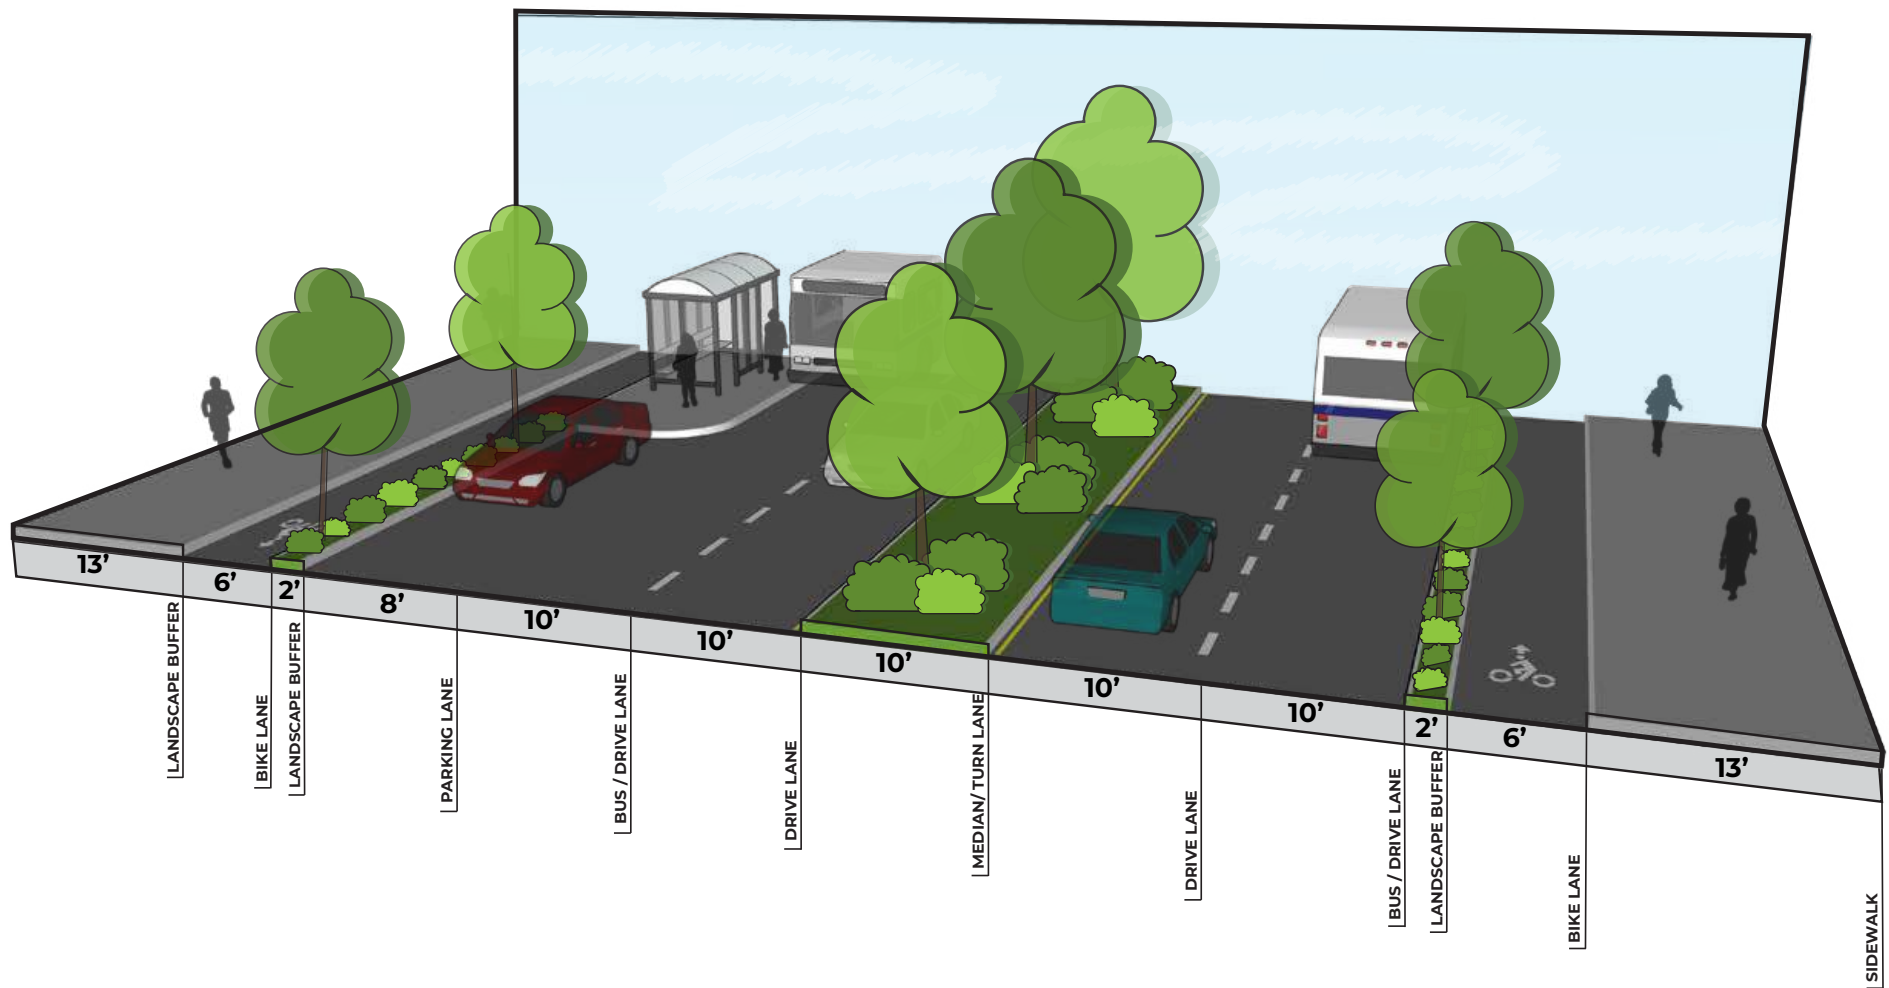 13’
6’
2’
8’
10’
10’
10’
10’
10’
2’
6’
13’
LANDSCAPE BUFFER
BIKE LANE
LANDSCAPE BUFFER
PARKING LANE
BUS / DRIVE LANE
DRIVE LANE
MEDIAN/ TURN LANE
DRIVE LANE
BUS / DRIVE LANE
LANDSCAPE BUFFER
BIKE LANE
SIDEWALK